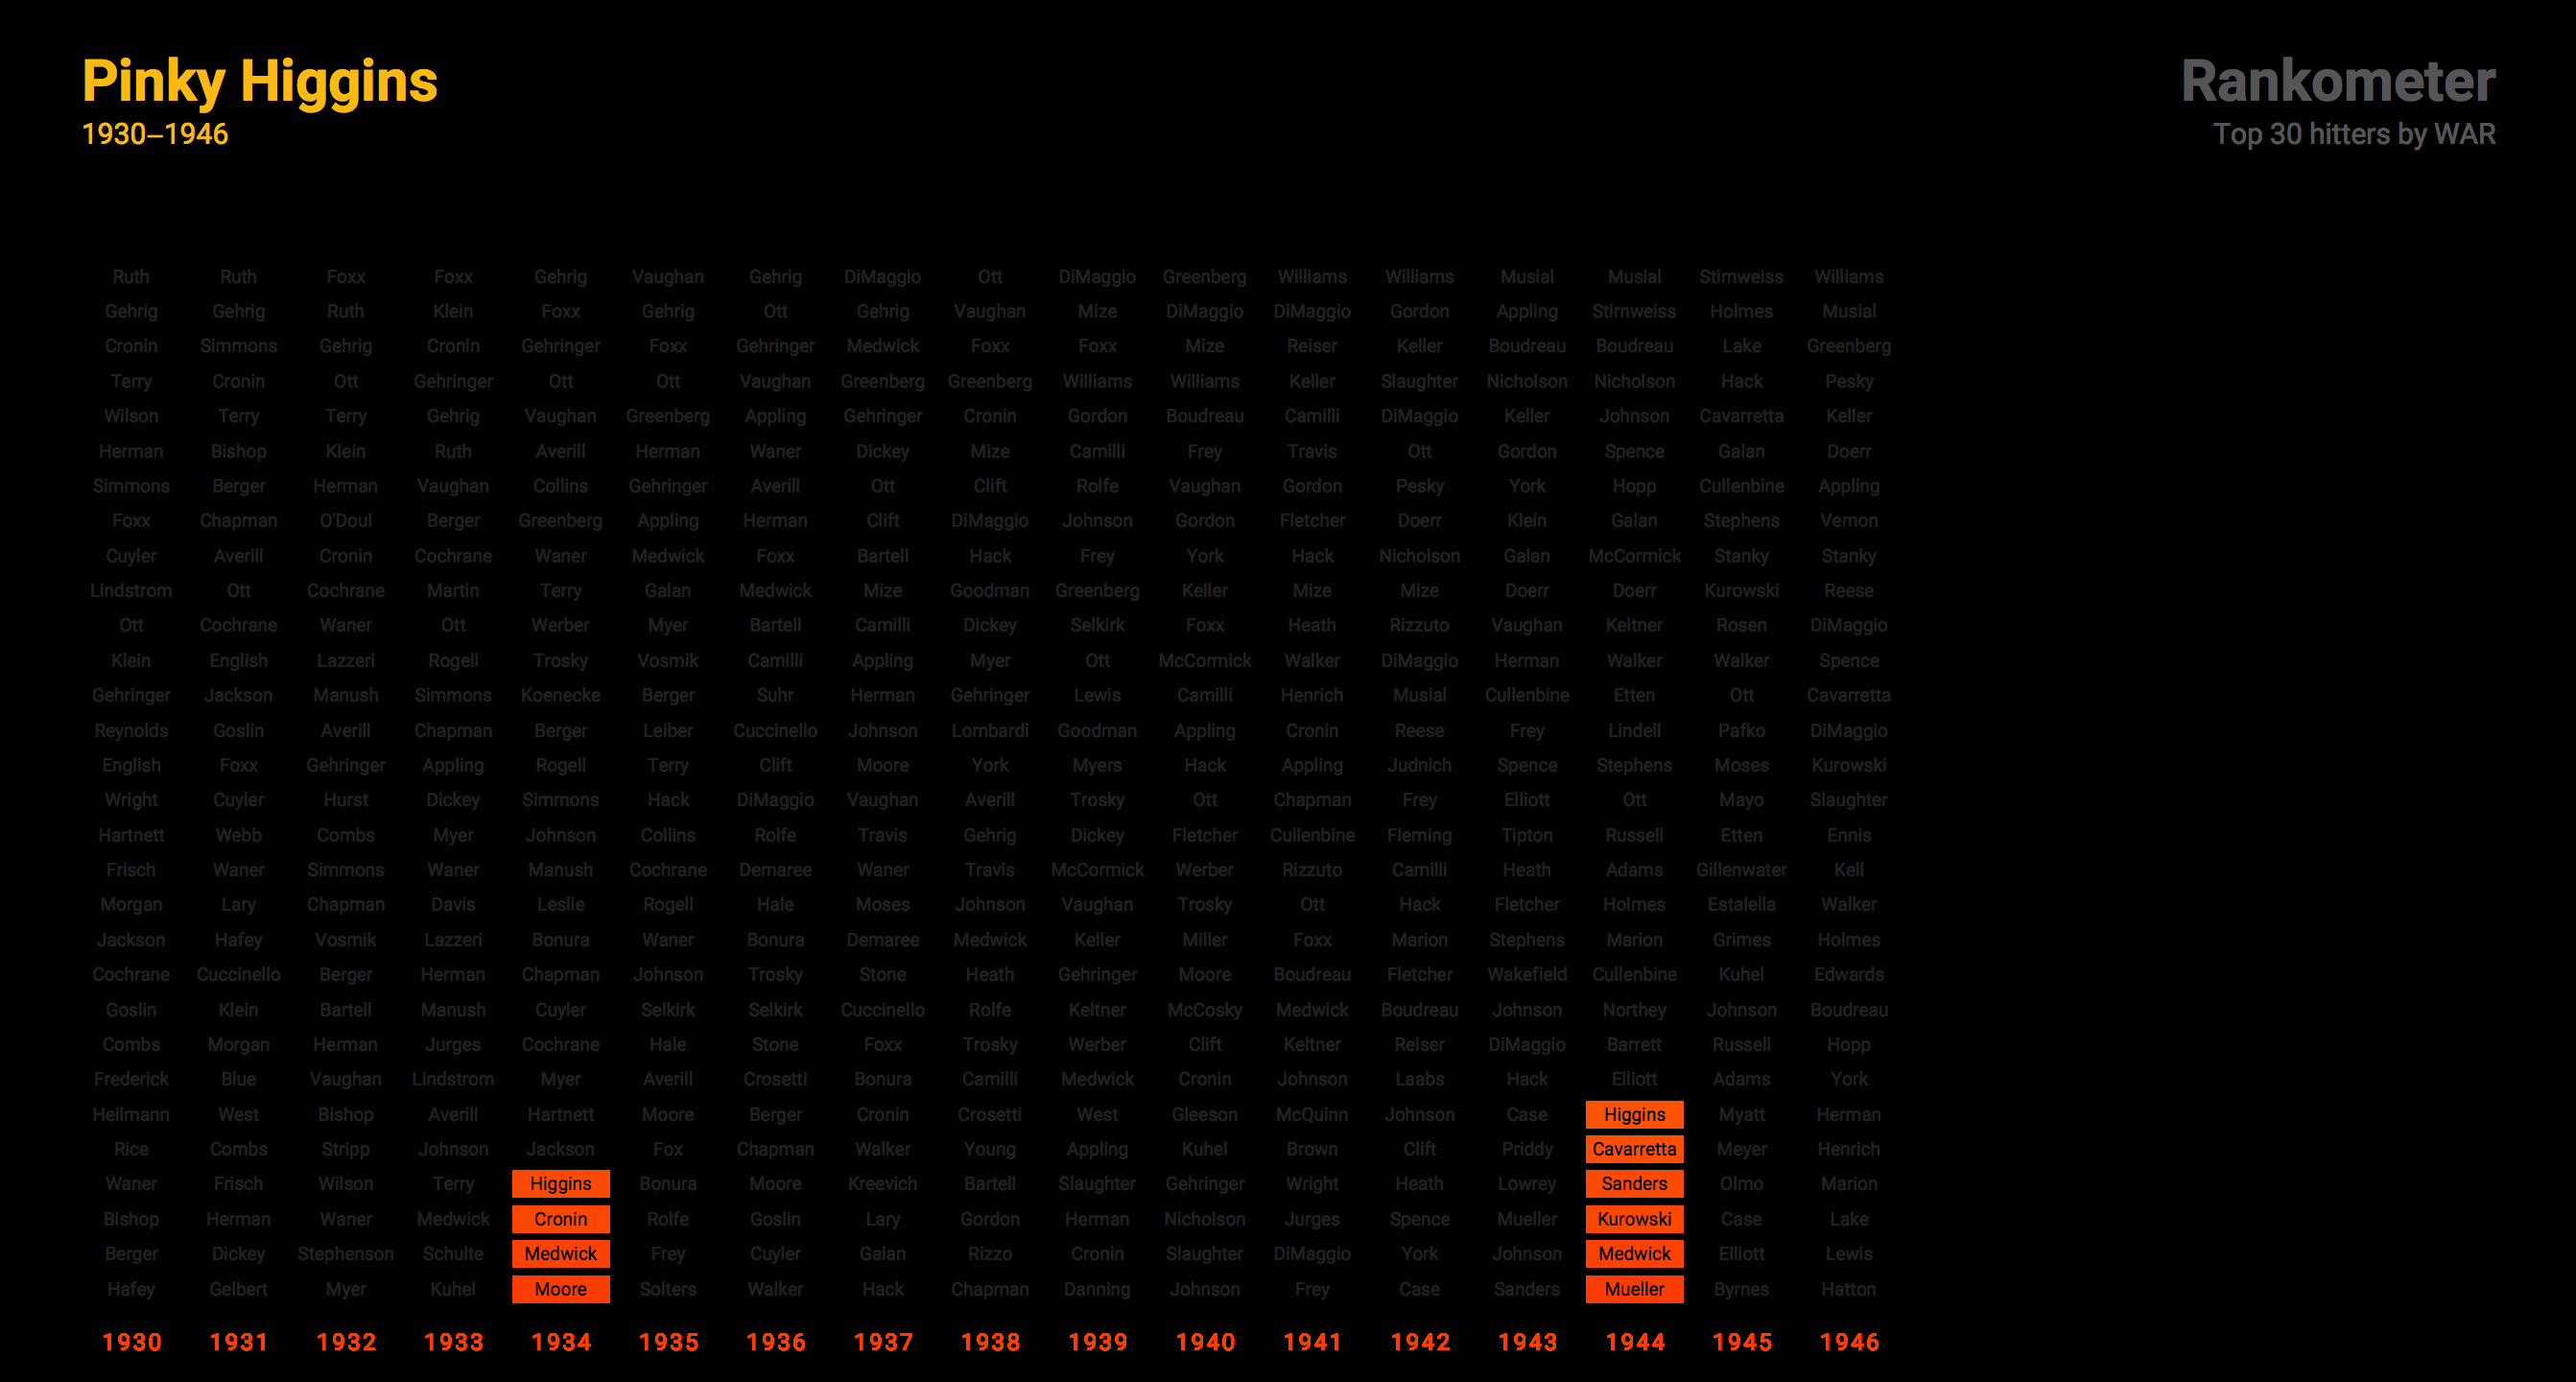 Pinky Higgins
1930–1946
Rankometer
Top 30 hitters by WAR
Ruth Ruth Foxx Foxx Gehrig Vaughan Gehrig DiMaggio Ott DiMaggio Greenberg Williams Williams Musial Musial Stirnweiss Williams
Gehrig Gehrig Ruth Klein Foxx Gehrig Ott Gehrig Vaughan Mize DiMaggio DiMaggio Gordon Appling Stirnweiss Holmes Musial
Cronin Simmons Gehrig Cronin Gehringer Foxx Gehringer Medwick Foxx Foxx Mize Reiser Keller Boudreau Boudreau Lake Greenberg
Terry Cronin Ott Gehringer Ott Ott Vaughan Greenberg Greenberg Williams Williams Keller Slaughter Nicholson Nicholson Hack Pesky
Wilson Terry Terry Gehrig Vaughan Greenberg Appling Gehringer Cronin Gordon Boudreau Camilli DiMaggio Keller Johnson Cavarretta Keller
Herman Bishop Klein Ruth Averill Herman Waner Dickey Mize Camilli Frey Travis Ott Gordon Spence Galan Doerr
Simmons Berger Herman Vaughan Collins Gehringer Averill Ott Clift Rolfe Vaughan Gordon Pesky York Hopp Cullenbine Appling
Foxx Chapman O'Doul Berger Greenberg Appling Herman Clift DiMaggio Johnson Gordon Fletcher Doerr Klein Galan Stephens Vernon
Cuyler Averill Cronin Cochrane Waner Medwick Foxx Bartell Hack Frey York Hack Nicholson Galan McCormick Stanky Stanky
Lindstrom Ott Cochrane Martin Terry Galan Medwick Mize Goodman Greenberg Keller Mize Mize Doerr Doerr Kurowski Reese
Ott Cochrane Waner Ott Werber Myer Bartell Camilli Dickey Selkirk Foxx Heath Rizzuto Vaughan Keltner Rosen DiMaggio
Klein English Lazzeri Rogell Trosky Vosmik Camilli Appling Myer Ott McCormick Walker DiMaggio Herman Walker Walker Spence
Gehringer Jackson Manush Simmons Koenecke Berger Suhr Herman Gehringer Lewis Camilli Henrich Musial Cullenbine Etten Ott Cavarretta
Reynolds Goslin Averill Chapman Berger Leiber Cuccinello Johnson Lombardi Goodman Appling Cronin Reese Frey Lindell Pafko DiMaggio
English Foxx Gehringer Appling Rogell Terry Clift Moore York Myers Hack Appling Judnich Spence Stephens Moses Kurowski
Wright Cuyler Hurst Dickey Simmons Hack DiMaggio Vaughan Averill Trosky Ott Chapman Frey Elliott Ott Mayo Slaughter
Hartnett Webb Combs Myer Johnson Collins Rolfe Travis Gehrig Dickey Fletcher Cullenbine Fleming Tipton Russell Etten Ennis
Frisch Waner Simmons Waner Manush Cochrane Demaree Waner Travis McCormick Werber Rizzuto Camilli Heath Adams Gillenwater Kell
Morgan Lary Chapman Davis Leslie Rogell Hale Moses Johnson Vaughan Trosky Ott Hack Fletcher Holmes Estalella Walker
Jackson Hafey Vosmik Lazzeri Bonura Waner Bonura Demaree Medwick Keller Miller Foxx Marion Stephens Marion Grimes Holmes
Cochrane Cuccinello Berger Herman Chapman Johnson Trosky Stone Heath Gehringer Moore Boudreau Fletcher Wakefield Cullenbine Kuhel Edwards
Goslin Klein Bartell Manush Cuyler Selkirk Selkirk Cuccinello Rolfe Keltner McCosky Medwick Boudreau Johnson Northey Johnson Boudreau
Combs Morgan Herman Jurges Cochrane Hale Stone Foxx Trosky Werber Clift Keltner Reiser DiMaggio Barrett Russell Hopp
Frederick Blue Vaughan Lindstrom Myer Averill Crosetti Bonura Camilli Medwick Cronin Johnson Laabs Hack Elliott Adams York
Heilmann West Bishop Averill Hartnett Moore Berger Cronin Crosetti West Gleeson McQuinn Johnson Case Higgins Myatt Herman
Rice Combs Stripp Johnson Jackson Fox Chapman Walker Young Appling Kuhel Brown Clift Priddy Cavarretta Meyer Henrich
Waner Frisch Wilson Terry Higgins Bonura Moore Kreevich Bartell Slaughter Gehringer Wright Heath Lowrey Sanders Olmo Marion
Bishop Herman Waner Medwick Cronin Rolfe Goslin Lary Gordon Herman Nicholson Jurges Spence Mueller Kurowski Case Lake
Berger Dickey Stephenson Schulte Medwick Frey Cuyler Galan Rizzo Cronin Slaughter DiMaggio York Johnson Medwick Elliott Lewis
Hafey Gelbert Myer Kuhel Moore Solters Walker Hack Chapman Danning Johnson Frey Case Sanders Mueller Byrnes Hatton
1930 1931 1932 1933 1934 1935 1936 1937 1938 1939 1940 1941 1942 1943 1944 1945 1946